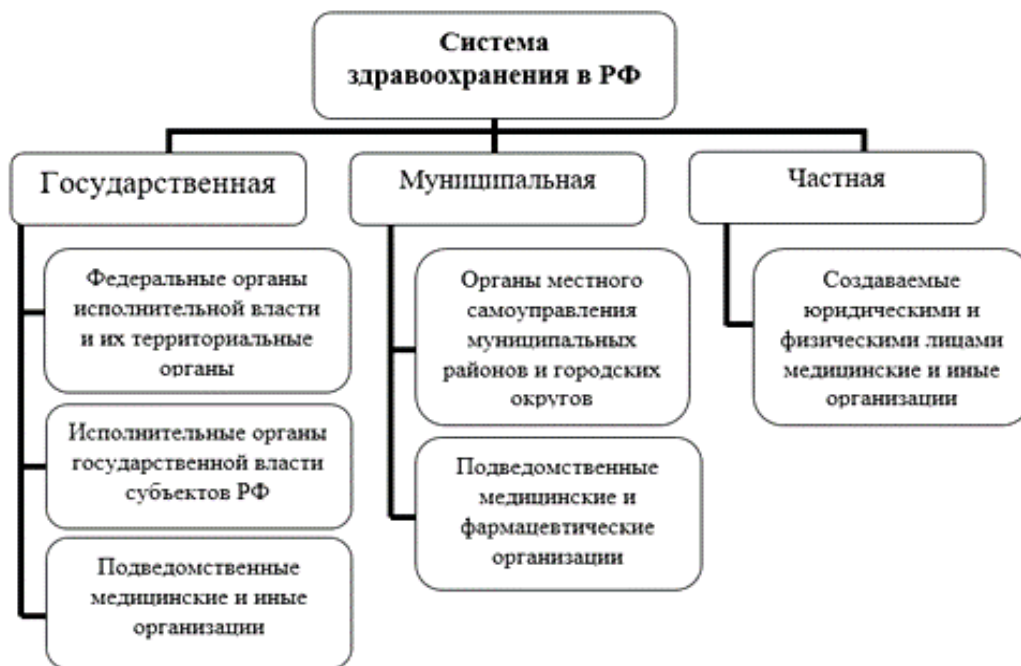 Система
здравоохранения в РФ
Государственная
Муниципальная
Частная
Федеральные органы
исполнительной власти
и их территориальные
органы
Исполнительные органы
государственной власти
субъектов РФ
Подведомственные
медицинские и иные
организации
Органы местного
самоуправления
муниципальных
районов и городских
округов
Подведомственные
медицинские и
фармацевтические
организации
Создаваемые
юридическими и
физическими лицами
медицинские и иные
организации